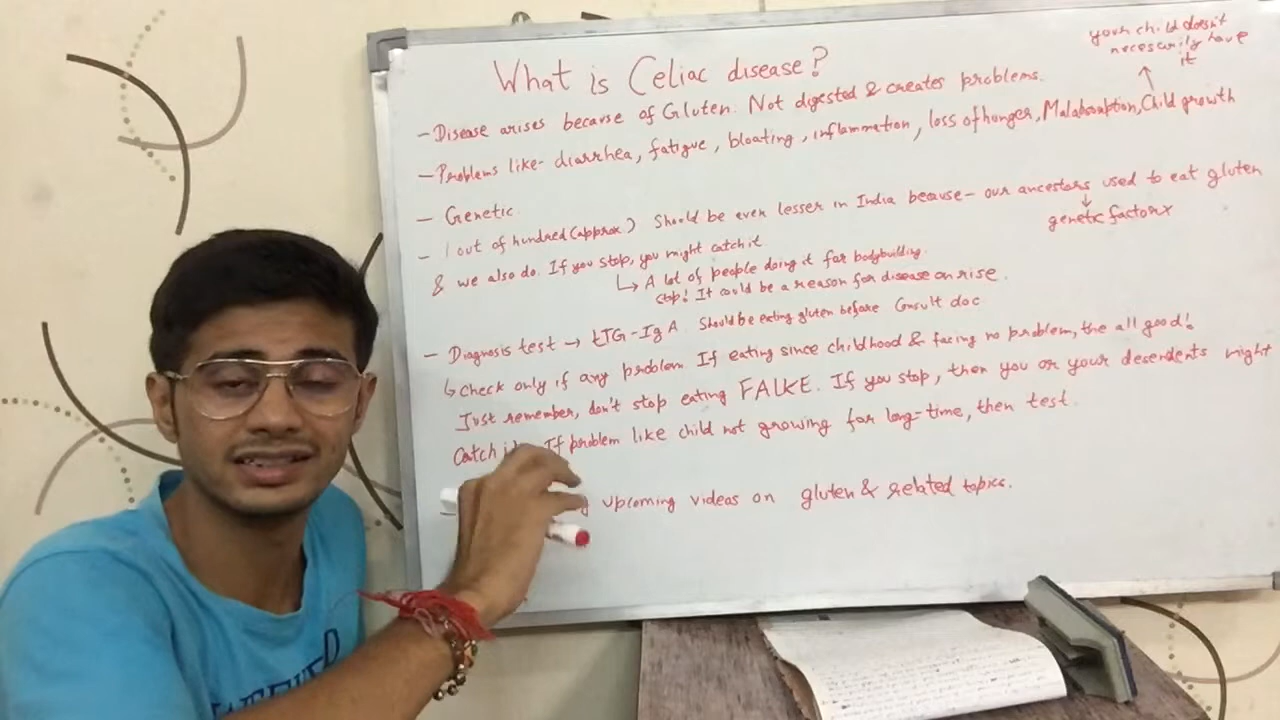 What is Celiac disease?
your child doesn't
necesarily have
it
- Disease arises because of Gluten. Not digested & creates problems.
- Problems like- diarrhea, fatigue, bloating, inflammation, loss of hunger, Malabsorption, Child growth
- Genetic.
- 1 out of hundred (approx) Should be even lesser in India because - our ancestors used to eat gluten
genetic factor x
& we also do. If you stop, you might catch it.
↳ A lot of people doing it for bodybuilding.
stop! It could be a reason for disease on rise.
- Diagnosis test → tTG-IgA. Should be eating gluten before Consult doc
↳ check only if any problem. If eating since childhood & facing no problem, the all good!
Just remember, don't stop eating FALKE. If you stop, then you or your descendents might
Catch If problem like child not growing for long-time, then test.
upcoming videos on gluten & related topics.